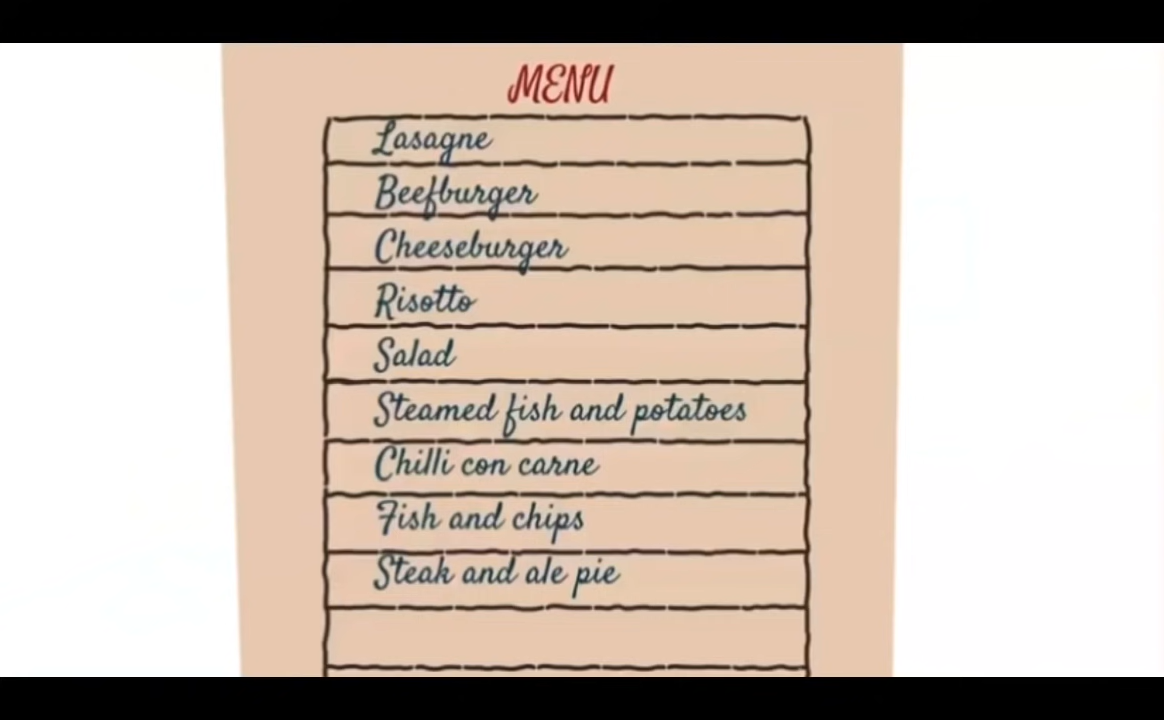 MENU
Lasagne
Beefburger
Cheeseburger
Risotto
Salad
Steamed fish and potatoes
Chilli con carne
Fish and chips
Steak and ale pie